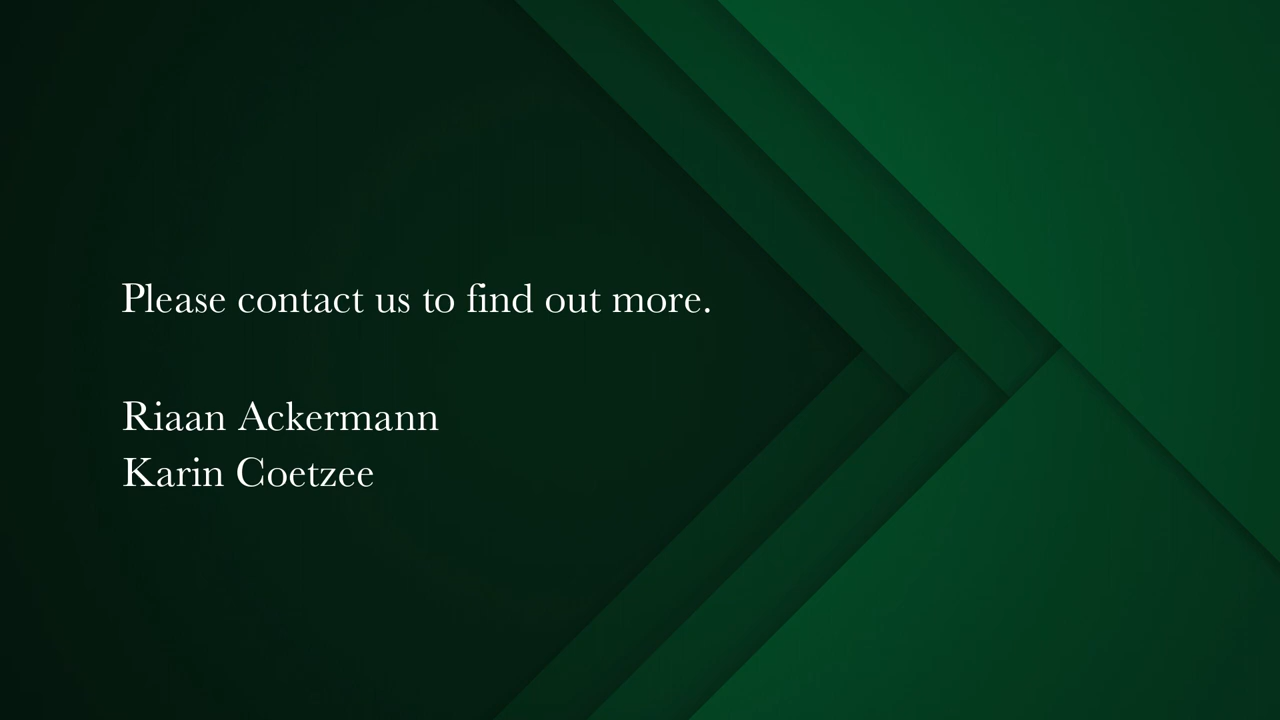 Please contact us to find out more.
Riaan Ackermann
Karin Coetzee